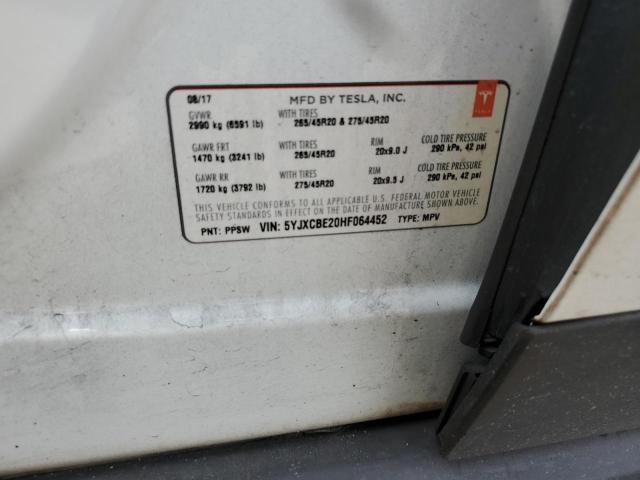 08/17 MFD BY TESLA, INC.
GVWR WITH TIRES
2990 kg (6591 lb) 265/45R20 & 275/45R20
GAWR FRT WITH TIRES RIM COLD TIRE PRESSURE
1470 kg (3241 lb) 265/45R20 20x9.0 J 290 kPa, 42 psi
GAWR RR WITH TIRES RIM COLD TIRE PRESSURE
1720 kg (3792 lb) 275/45R20 20x9.5 J 290 kPa, 42 psi
THIS VEHICLE CONFORMS TO ALL APPLICABLE U.S. FEDERAL MOTOR VEHICLE
SAFETY STANDARDS IN EFFECT ON THE DATE OF MANUFACTURE SHOWN ABOVE.
PNT: PPSW VIN: 5YJXCBE20HF064452 TYPE: MPV
TESLA